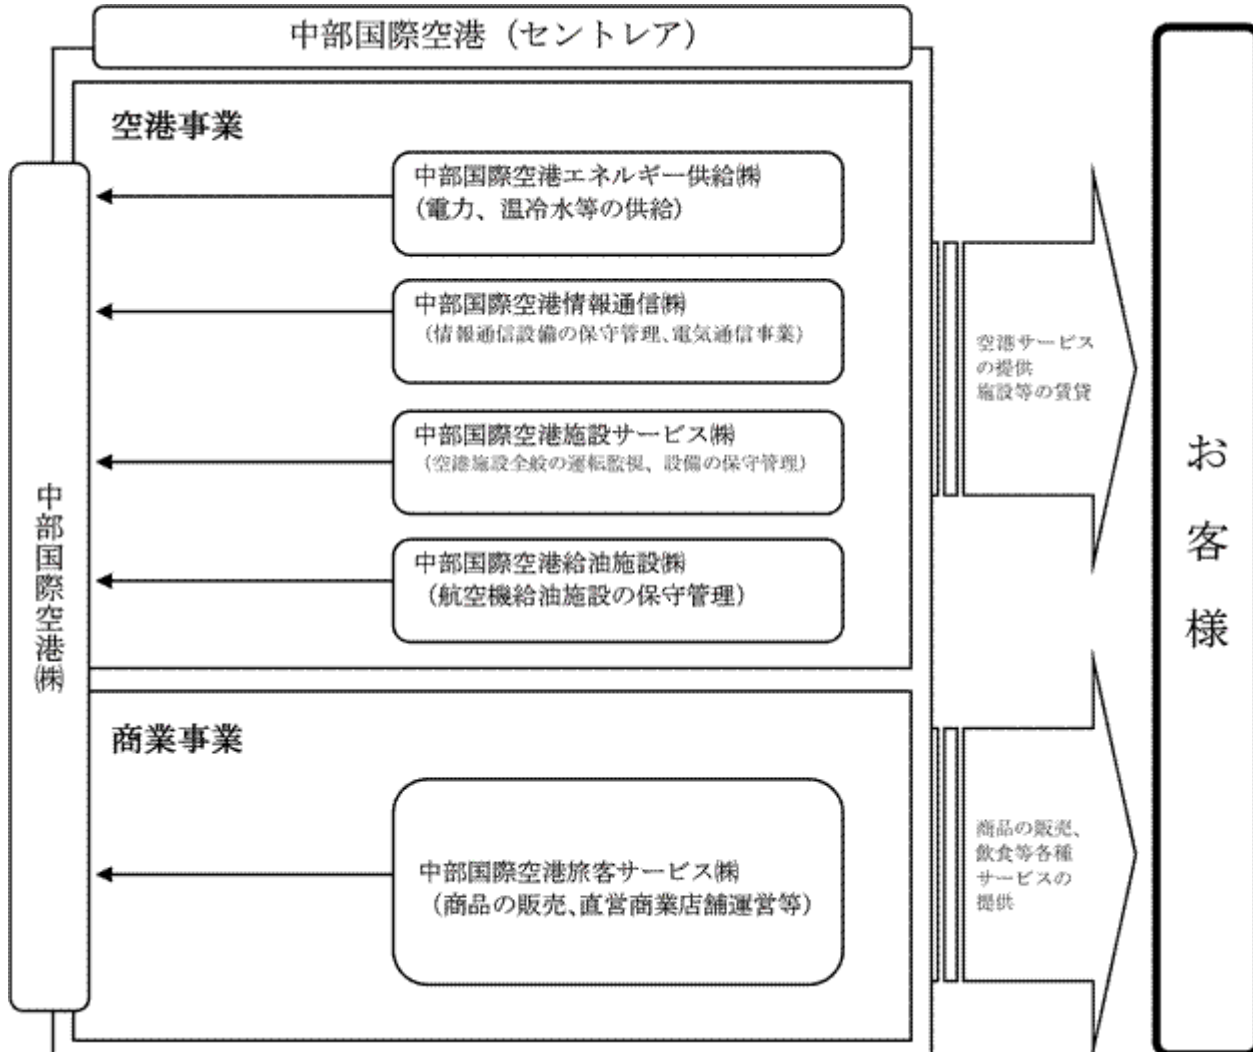 中部国際空港（セントレア）
空港事業
中部国際空港エネルギー供給㈱
（電力、温冷水等の供給）
中部国際空港情報通信㈱
（情報通信設備の保守管理、電気通信事業）
中部国際空港施設サービス㈱
（空港施設全般の運転監視、設備の保守管理）
中部国際空港給油施設㈱
（航空機給油施設の保守管理）
商業事業
中部国際空港旅客サービス㈱
（商品の販売、直営商業店舗運営等）
中部国際空港㈱
空港サービス
の提供
施設等の賃貸
商品の販売、
飲食等各種
サービスの
提供
お客様